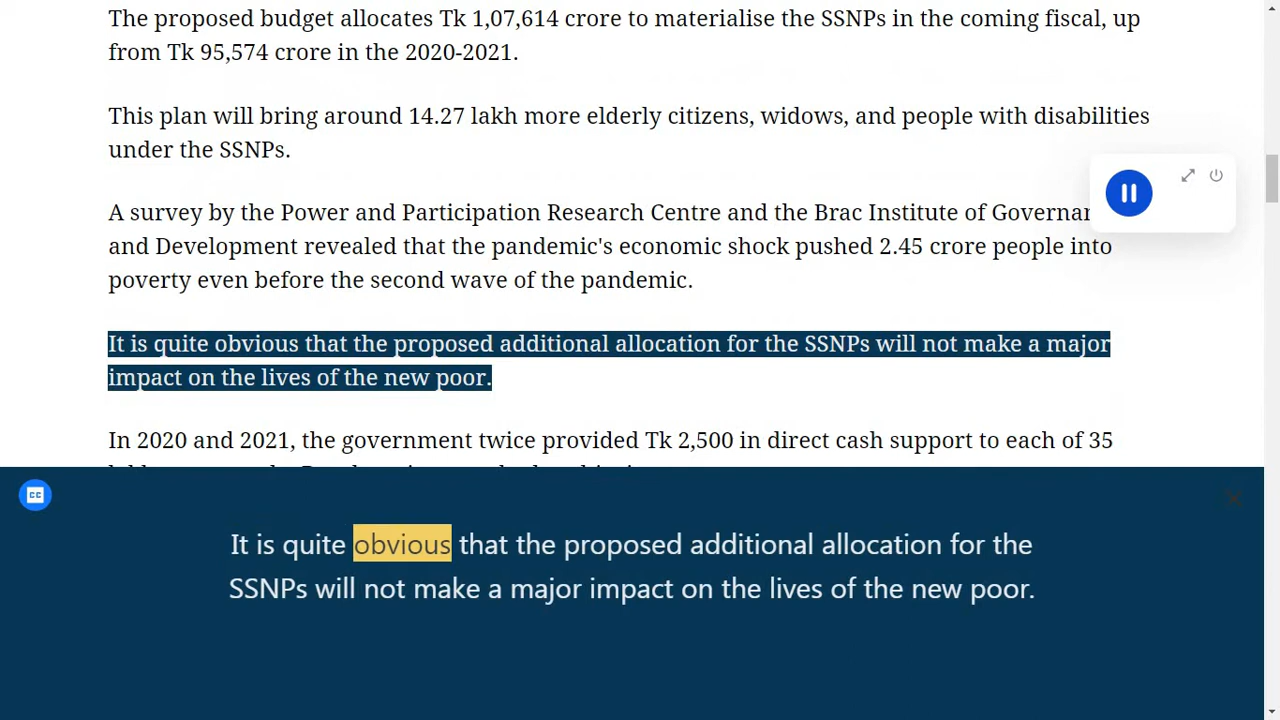 The proposed budget allocates Tk 1,07,614 crore to materialise the SSNPs in the coming fiscal, up
from Tk 95,574 crore in the 2020-2021.
This plan will bring around 14.27 lakh more elderly citizens, widows, and people with disabilities
under the SSNPs.
A survey by the Power and Participation Research Centre and the Brac Institute of
and Development revealed that the pandemic's economic shock pushed 2.45 crore people into
poverty even before the second wave of the pandemic.
It is quite obvious that the proposed additional allocation for the SSNPs will not make a major
impact on the lives of the new poor.
In 2020 and 2021, the government twice provided Tk 2,500 in direct cash support to each of 35
CC
It is quite obvious that the proposed additional allocation for the
SSNPs will not make a major impact on the lives of the new poor.